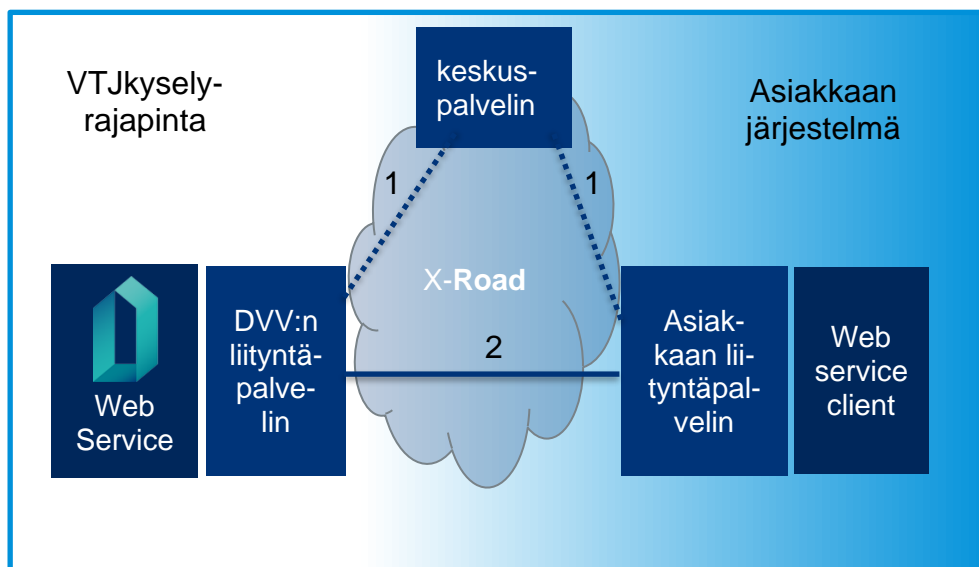 VTJkysely-
rajapinta
keskus-
palvelin
Asiakkaan
järjestelmä
1
1
X-Road
2
Web
Service
DVV:n
liityntä-
palve-
lin
Asiak-
kaan lii-
tyntäpal-
velin
Web
service
client